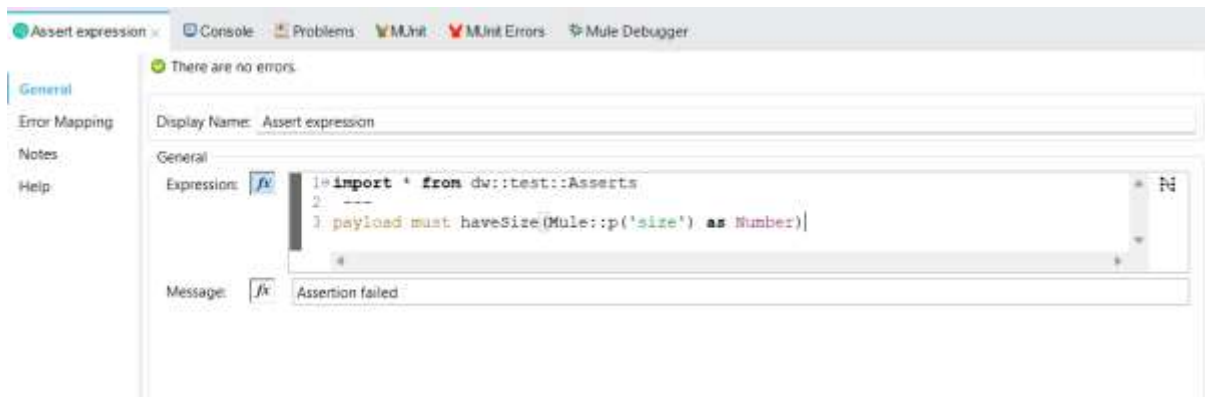 Assert expression Console Problems MUnit MUnit Errors Mule Debugger
There are no errors.
General
Error Mapping
Notes
Help
Display Name: Assert expression
General
Expression: fx
1 import * from dw::test::Asserts
2 ---
3 payload must haveSize(Mule::p('size') as Number)
Message: fx Assertion failed